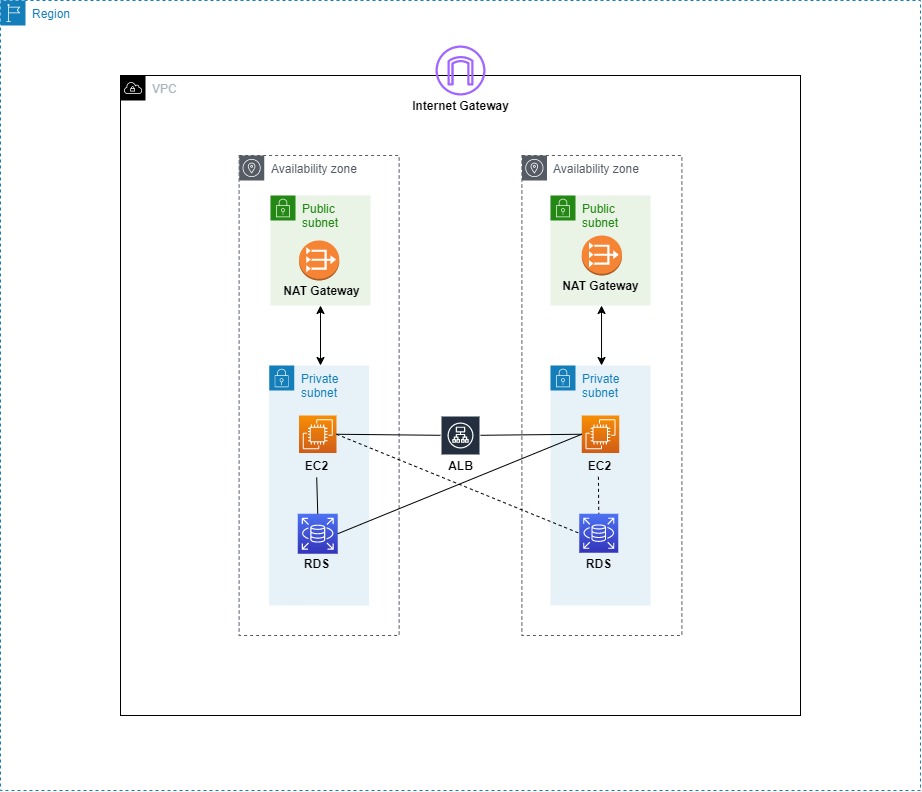 Region
VPC
Internet Gateway
Availability zone
Availability zone
Public
subnet
Public
subnet
NAT Gateway
NAT Gateway
Private
subnet
Private
subnet
EC2
ALB
EC2
RDS
RDS